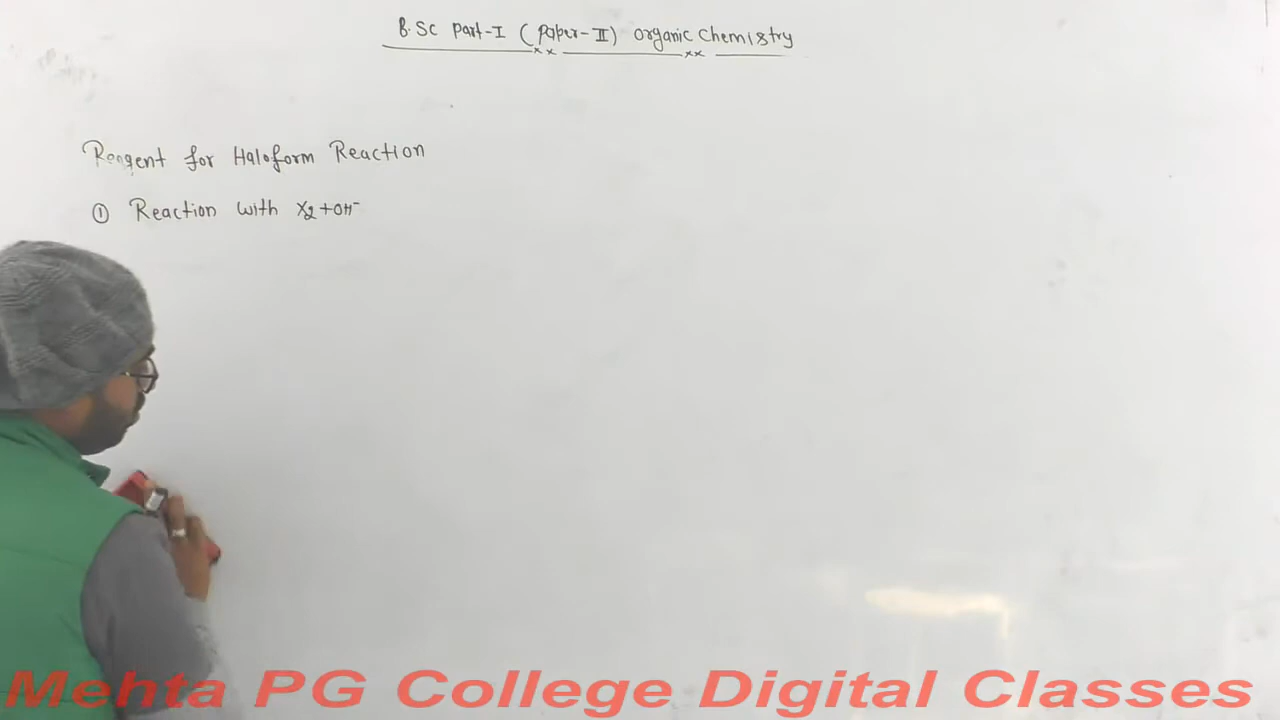 B.Sc Part-I (Paper-II) Organic Chemistry
Reagent for Haloform Reaction
① Reaction with X₂+OH⁻
Mehta PG College Digital Classes